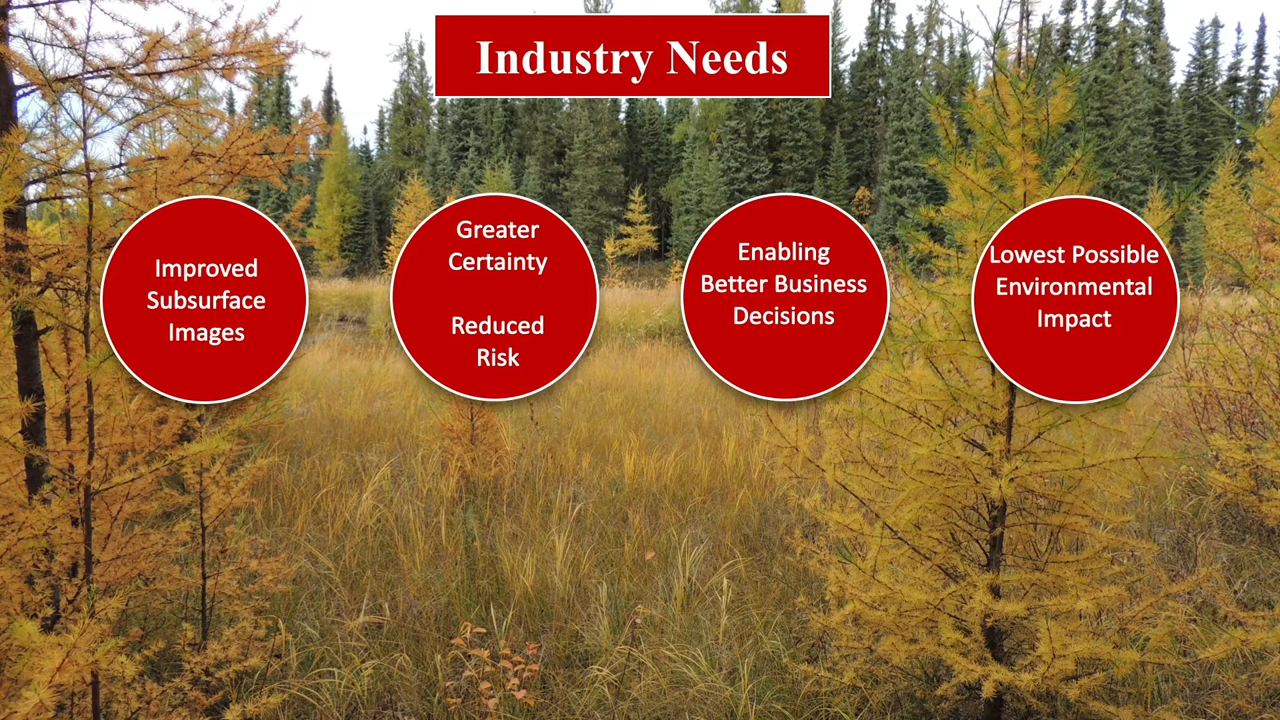 Industry Needs
Improved
Subsurface
Images
Greater
Certainty
Reduced
Risk
Enabling
Better Business
Decisions
Lowest Possible
Environmental
Impact